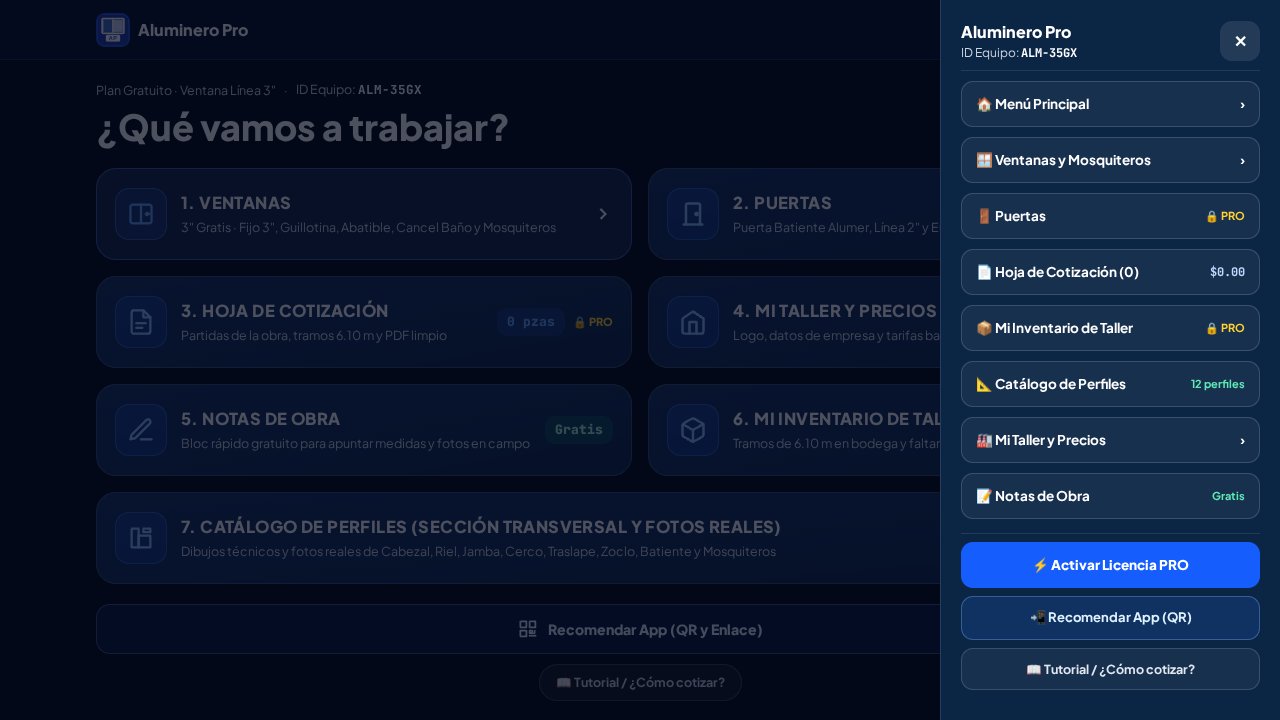 Aluminero Pro
Plan Gratuito · Ventana Línea 3" · ID Equipo: ALM-35GX
¿Qué vamos a trabajar?
1. VENTANAS
3" Gratis · Fijo 3", Guillotina, Abatible, Cancel Baño y Mosquiteros
2. PUERTAS
Puerta Batiente Alumer, Línea 2" y
3. HOJA DE COTIZACIÓN
Partidas de la obra, tramos 6.10 m y PDF limpio
0 pzas
🔒 PRO
4. MI TALLER Y PRECIOS
Logo, datos de empresa y tarifas
5. NOTAS DE OBRA
Bloc rápido gratuito para apuntar medidas y fotos en campo
Gratis
6. MI INVENTARIO DE
Tramos de 6.10 m en bodega y
7. CATÁLOGO DE PERFILES (SECCIÓN TRANSVERSAL Y FOTOS REALES)
Dibujos técnicos y fotos reales de Cabezal, Riel, Jamba, Cerco, Traslape, Zoclo, Batiente y Mosquiteros
Recomendar App (QR y Enlace)
📖 Tutorial / ¿Cómo cotizar?
Aluminero Pro
ID Equipo: ALM-35GX
✕
🏠 Menú Principal ›
🪟 Ventanas y Mosquiteros ›
🚪 Puertas 🔒 PRO
📄 Hoja de Cotización (0) $0.00
📦 Mi Inventario de Taller 🔒 PRO
📐 Catálogo de Perfiles 12 perfiles
🏭 Mi Taller y Precios ›
📝 Notas de Obra Gratis
⚡ Activar Licencia PRO
📲 Recomendar App (QR)
📖 Tutorial / ¿Cómo cotizar?